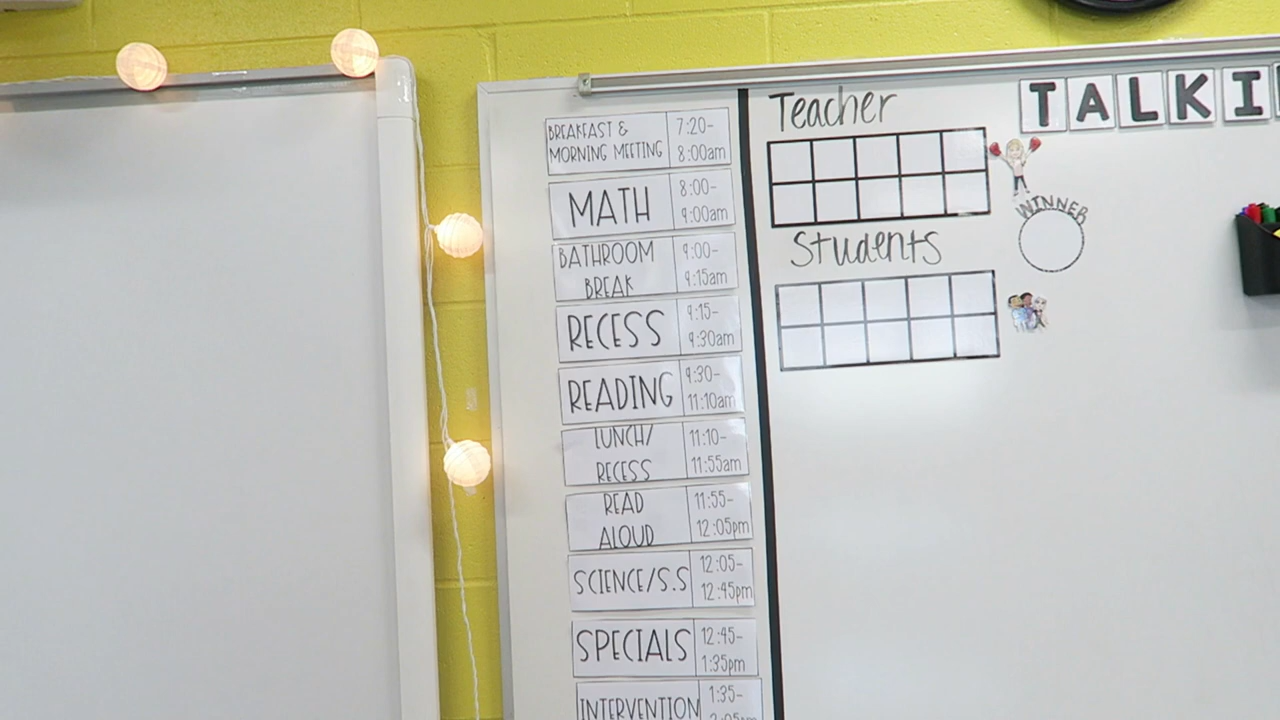 BREAKFAST &
MORNING MEETING
7:20-
8:00am
MATH
8:00-
9:00am
BATHROOM
BREAK
9:00-
9:15am
RECESS
9:15-
9:30am
READING
9:30-
11:10am
LUNCH/
RECESS
11:10-
11:55am
READ
ALOUD
11:55-
12:05pm
SCIENCE/S.S
12:05-
12:45pm
SPECIALS
12:45-
1:35pm
INTERVENTION
1:35-
Teacher
Students
WINNER
TALKI